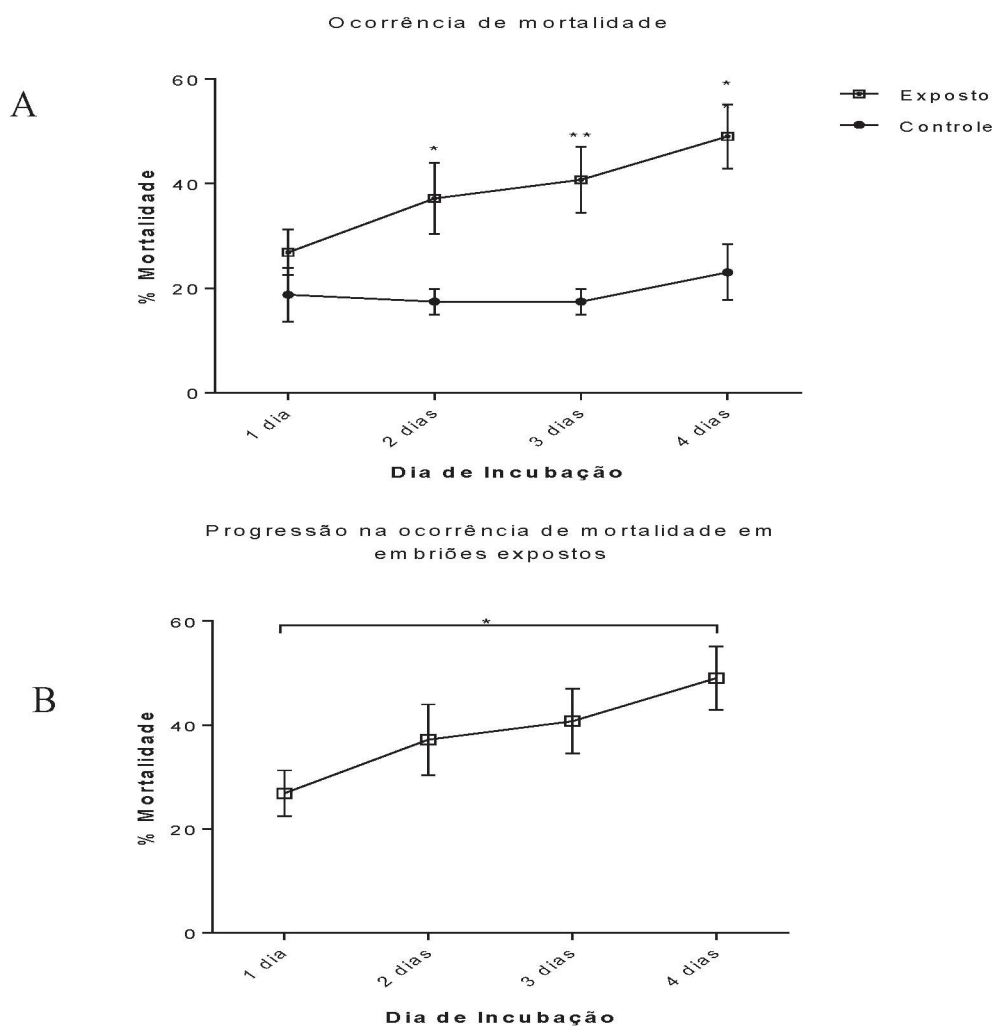 Ocorrência de mortalidade
A
60
40
20
0
% Mortalidade
*
**
*
Exposto
Controle
1 dia
2 dias
3 dias
4 dias
Dia de Incubação
Progressão na ocorrência de mortalidade em
embriões expostos
B
60
40
20
0
% Mortalidade
*
1 dia
2 dias
3 dias
4 dias
Dia de Incubação